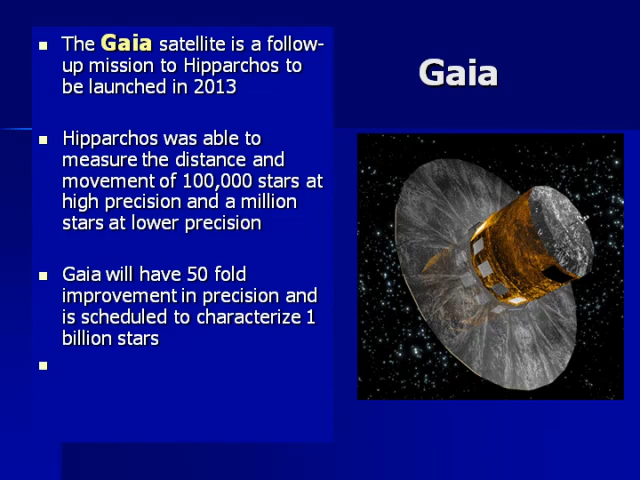 Gaia
The Gaia satellite is a follow-
up mission to Hipparchos to
be launched in 2013
Hipparchos was able to
measure the distance and
movement of 100,000 stars at
high precision and a million
stars at lower precision
Gaia will have 50 fold
improvement in precision and
is scheduled to characterize 1
billion stars